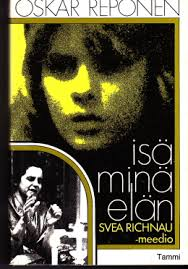 OSKAR REPONEN
isä
minä
elän
SVEA RICHNAU
-meedio
Tammi